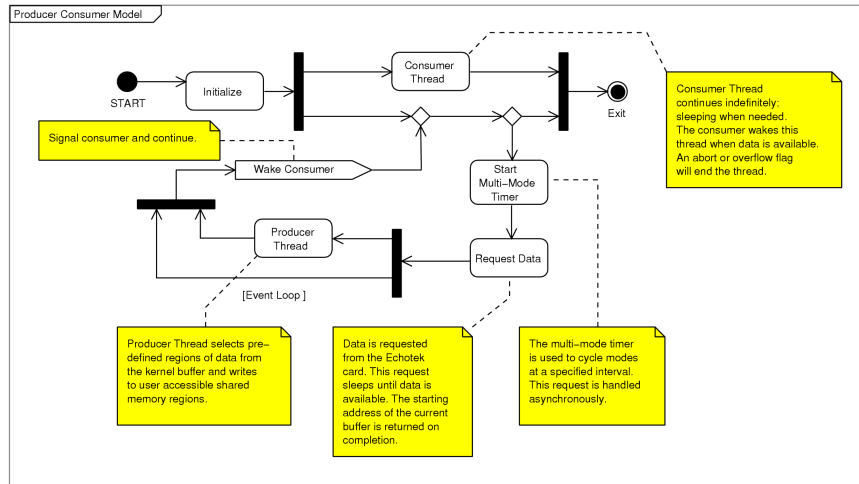 Producer Consumer Model
START
Initialize
Consumer
Thread
Exit
Consumer Thread
continues indefinitely;
sleeping when needed.
The consumer wakes this
thread when data is available.
An abort or overflow flag
will end the thread.
Signal consumer and continue.
Wake Consumer
Start
Multi-Mode
Timer
Producer
Thread
Request Data
[Event Loop ]
Producer Thread selects pre-
defined regions of data from
the kernel buffer and writes
to user accessible shared
memory regions.
Data is requested
from the Echotek
card. This request
sleeps until data is
available. The starting
address of the current
buffer is returned on
completion.
The multi-mode timer
is used to cycle modes
at a specified interval.
This request is handled
asynchronously.